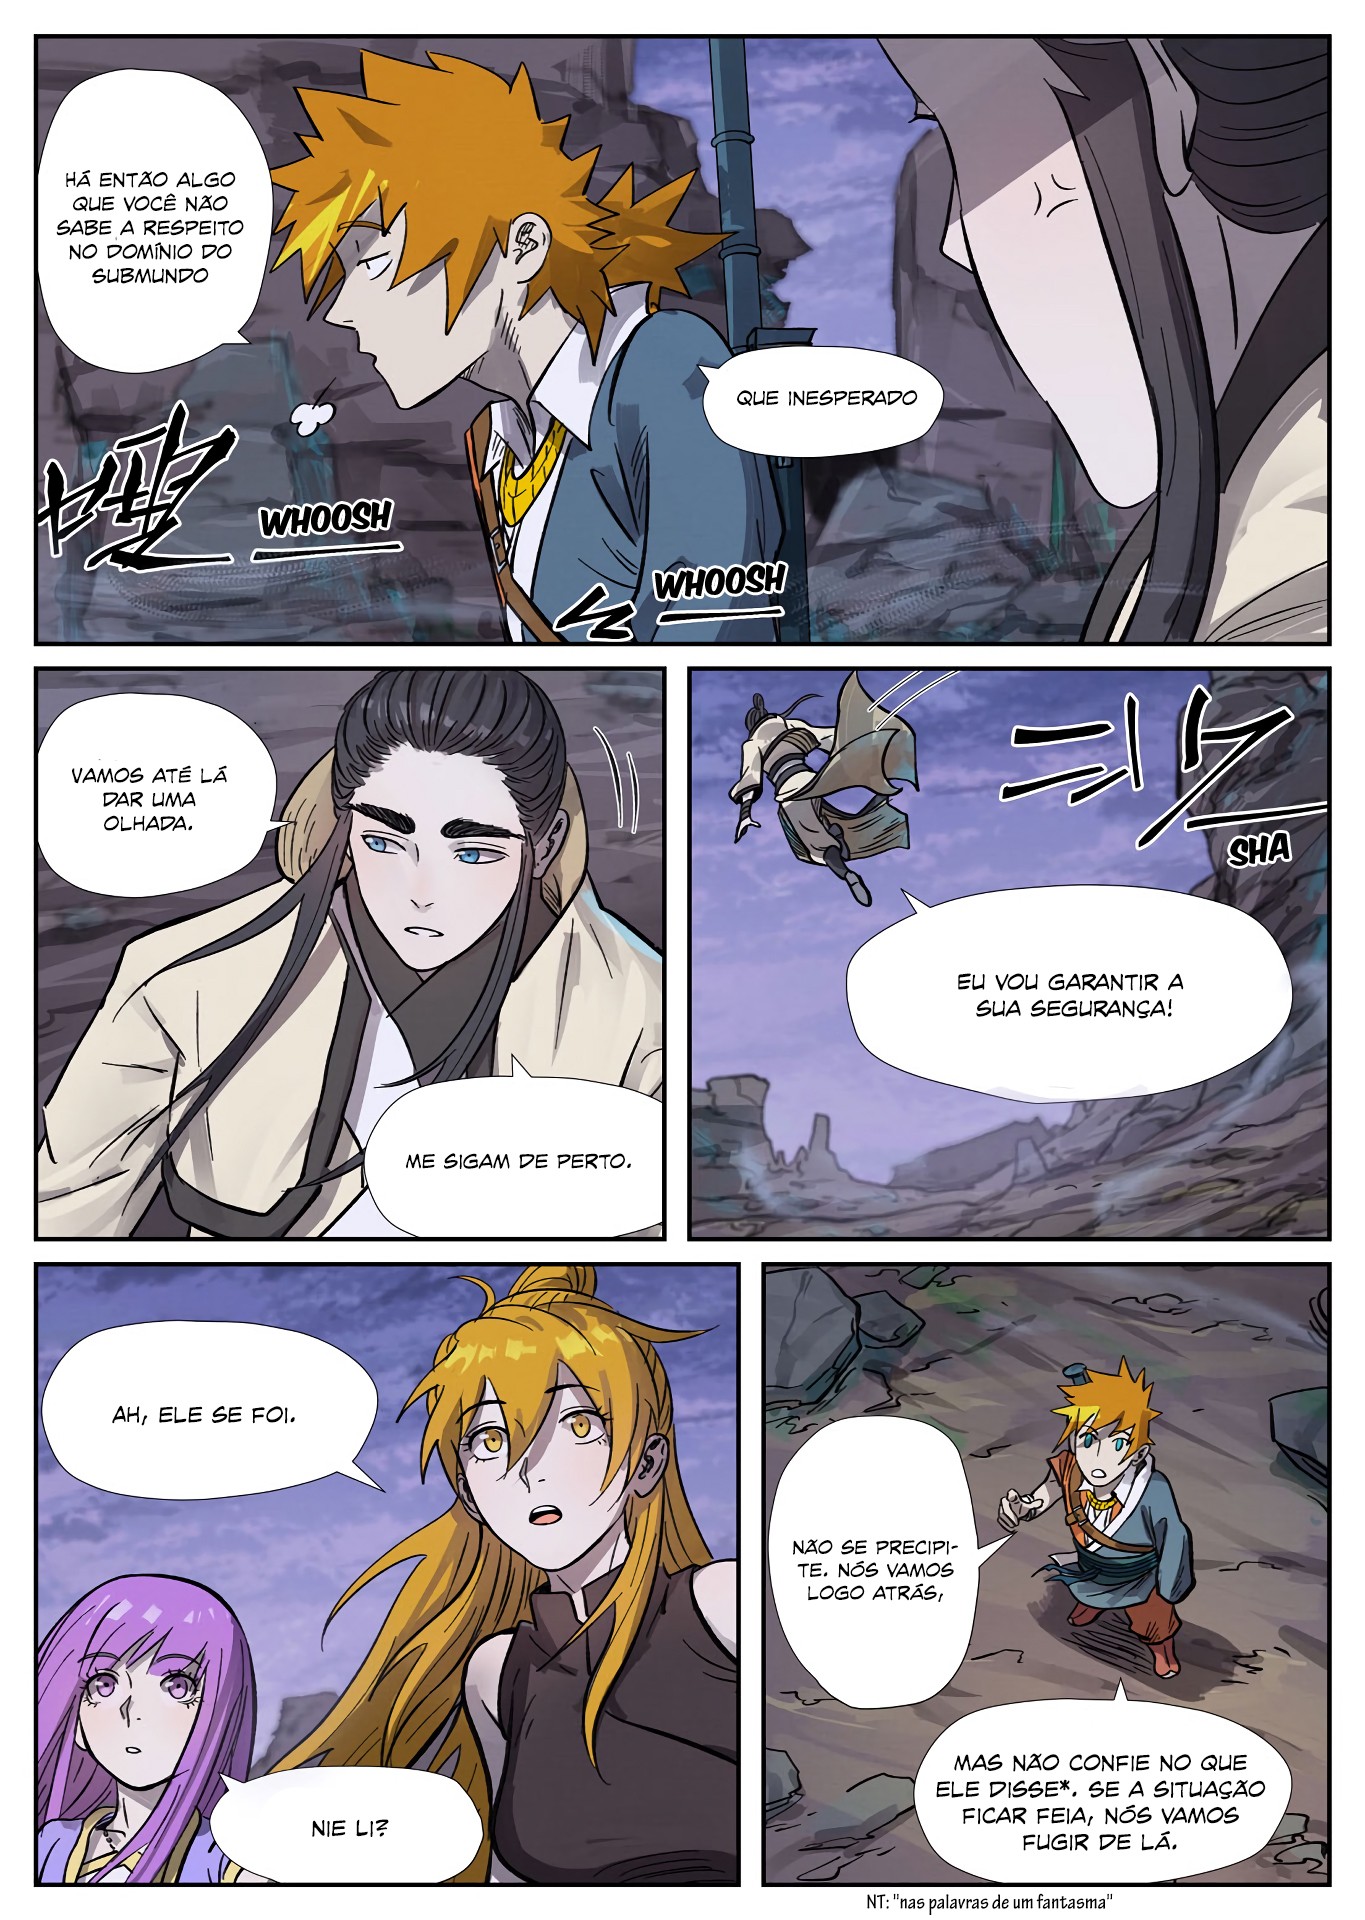 HÁ ENTÃO ALGO
QUE VOCÊ NÃO
SABE A RESPEITO
NO DOMÍNIO DO
SUBMUNDO
QUE INESPERADO
WHOOSH
WHOOSH
VAMOS ATÉ LÁ
DAR UMA
OLHADA.
ME SIGAM DE PERTO.
SHA
EU VOU GARANTIR A
SUA SEGURANÇA!
AH, ELE SE FOI.
NIE LI?
NÃO SE PRECIPI-
TE. NÓS VAMOS
LOGO ATRÁS,
MAS NÃO CONFIE NO QUE
ELE DISSE*. SE A SITUAÇÃO
FICAR FEIA, NÓS VAMOS
FUGIR DE LÁ.
NT: "nas palavras de um fantasma"